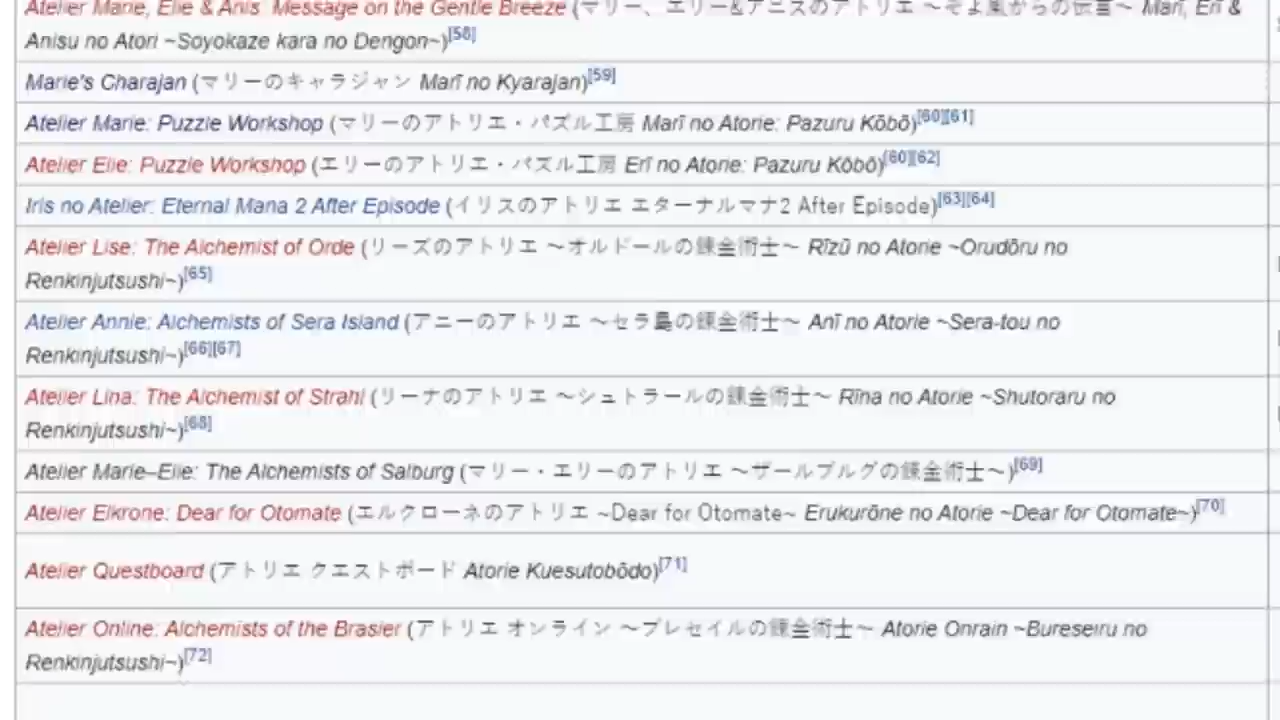 Atelier Marie, Elie & Anis: Message on the Gentle Breeze (マリー、エリー&アニスのアトリエ ～そよ風からの伝言～ Marī, Erī &
Anisu no Atori ~Soyokaze kara no Dengon~)[58]
Marie's Charajan (マリーのキャラジャン Marī no Kyarajan)[59]
Atelier Marie: Puzzle Workshop (マリーのアトリエ・パズル工房 Marī no Atorie: Pazuru Kōbō)[60][61]
Atelier Elie: Puzzle Workshop (エリーのアトリエ・パズル工房 Erī no Atorie: Pazuru Kōbō)[60][62]
Iris no Atelier: Eternal Mana 2 After Episode (イリスのアトリエ エターナルマナ2 After Episode)[63][64]
Atelier Lise: The Alchemist of Orde (リーズのアトリエ ～オルドールの錬金術士～ Rīzu no Atorie ~Orudōru no
Renkinjutsushi~)[65]
Atelier Annie: Alchemists of Sera Island (アニーのアトリエ ～セラ島の錬金術士～ Anī no Atorie ~Sera-tou no
Renkinjutsushi~)[66][67]
Atelier Lina: The Alchemist of Strahl (リーナのアトリエ ～シュトラールの錬金術士～ Rīna no Atorie ~Shutoraru no
Renkinjutsushi~)[68]
Atelier Marie–Elie: The Alchemists of Salburg (マリー・エリーのアトリエ ～ザールブルグの錬金術士～)[69]
Atelier Elkrone: Dear for Otomate (エルクローネのアトリエ ~Dear for Otomate~ Erukurōne no Atorie ~Dear for Otomate~)[70]
Atelier Questboard (アトリエ クエストボード Atorie Kuesutobōdo)[71]
Atelier Online: Alchemists of the Brasier (アトリエ オンライン ～ブレセイルの錬金術士～ Atorie Onrain ~Bureseiru no
Renkinjutsushi~)[72]